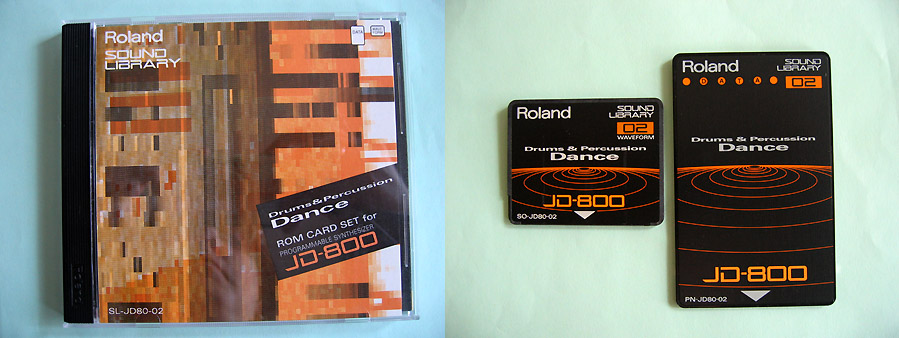 Roland
SOUND
LIBRARY
DATA
Drums & Percussion
Dance
ROM CARD SET for
PROGRAMMABLE SYNTHESIZER
JD-800
SL-JD80-02
Roland
SOUND
LIBRARY
02
WAVEFORM
Drums & Percussion
Dance
JD-800
SO-JD80-02
Roland
SOUND
LIBRARY
DATA
02
Drums & Percussion
Dance
JD-800
PN-JD80-02